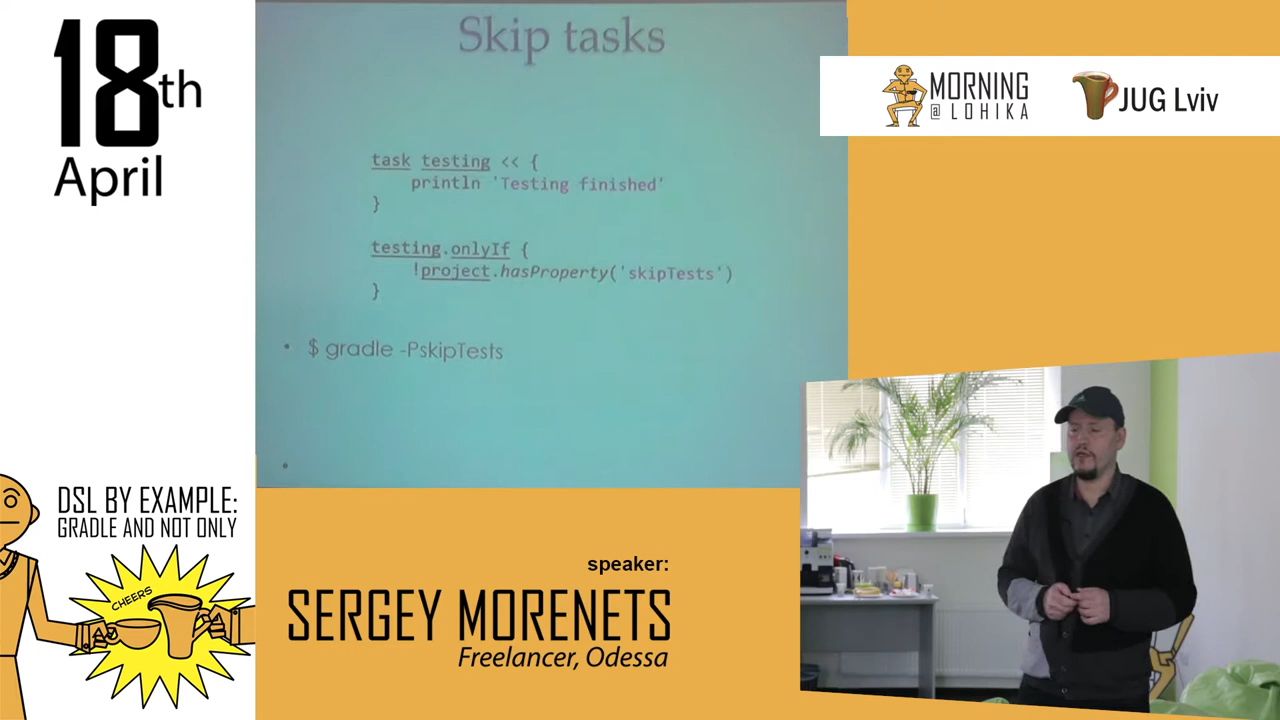 18th
April
Skip tasks
task testing << {
println 'Testing finished'
}
testing.onlyIf {
!project.hasProperty('skipTests')
}
• $ gradle -PskipTests
•
MORNING
@LOHIKA
JUG Lviv
DSL BY EXAMPLE:
GRADLE AND NOT ONLY
CHEERS
speaker:
SERGEY MORENETS
Freelancer, Odessa